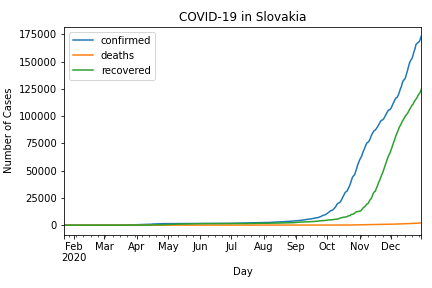 COVID-19 in Slovakia
confirmed
deaths
recovered
Number of Cases
175000
150000
125000
100000
75000
50000
25000
0
Feb Mar Apr May Jun Jul Aug Sep Oct Nov Dec
2020
Day